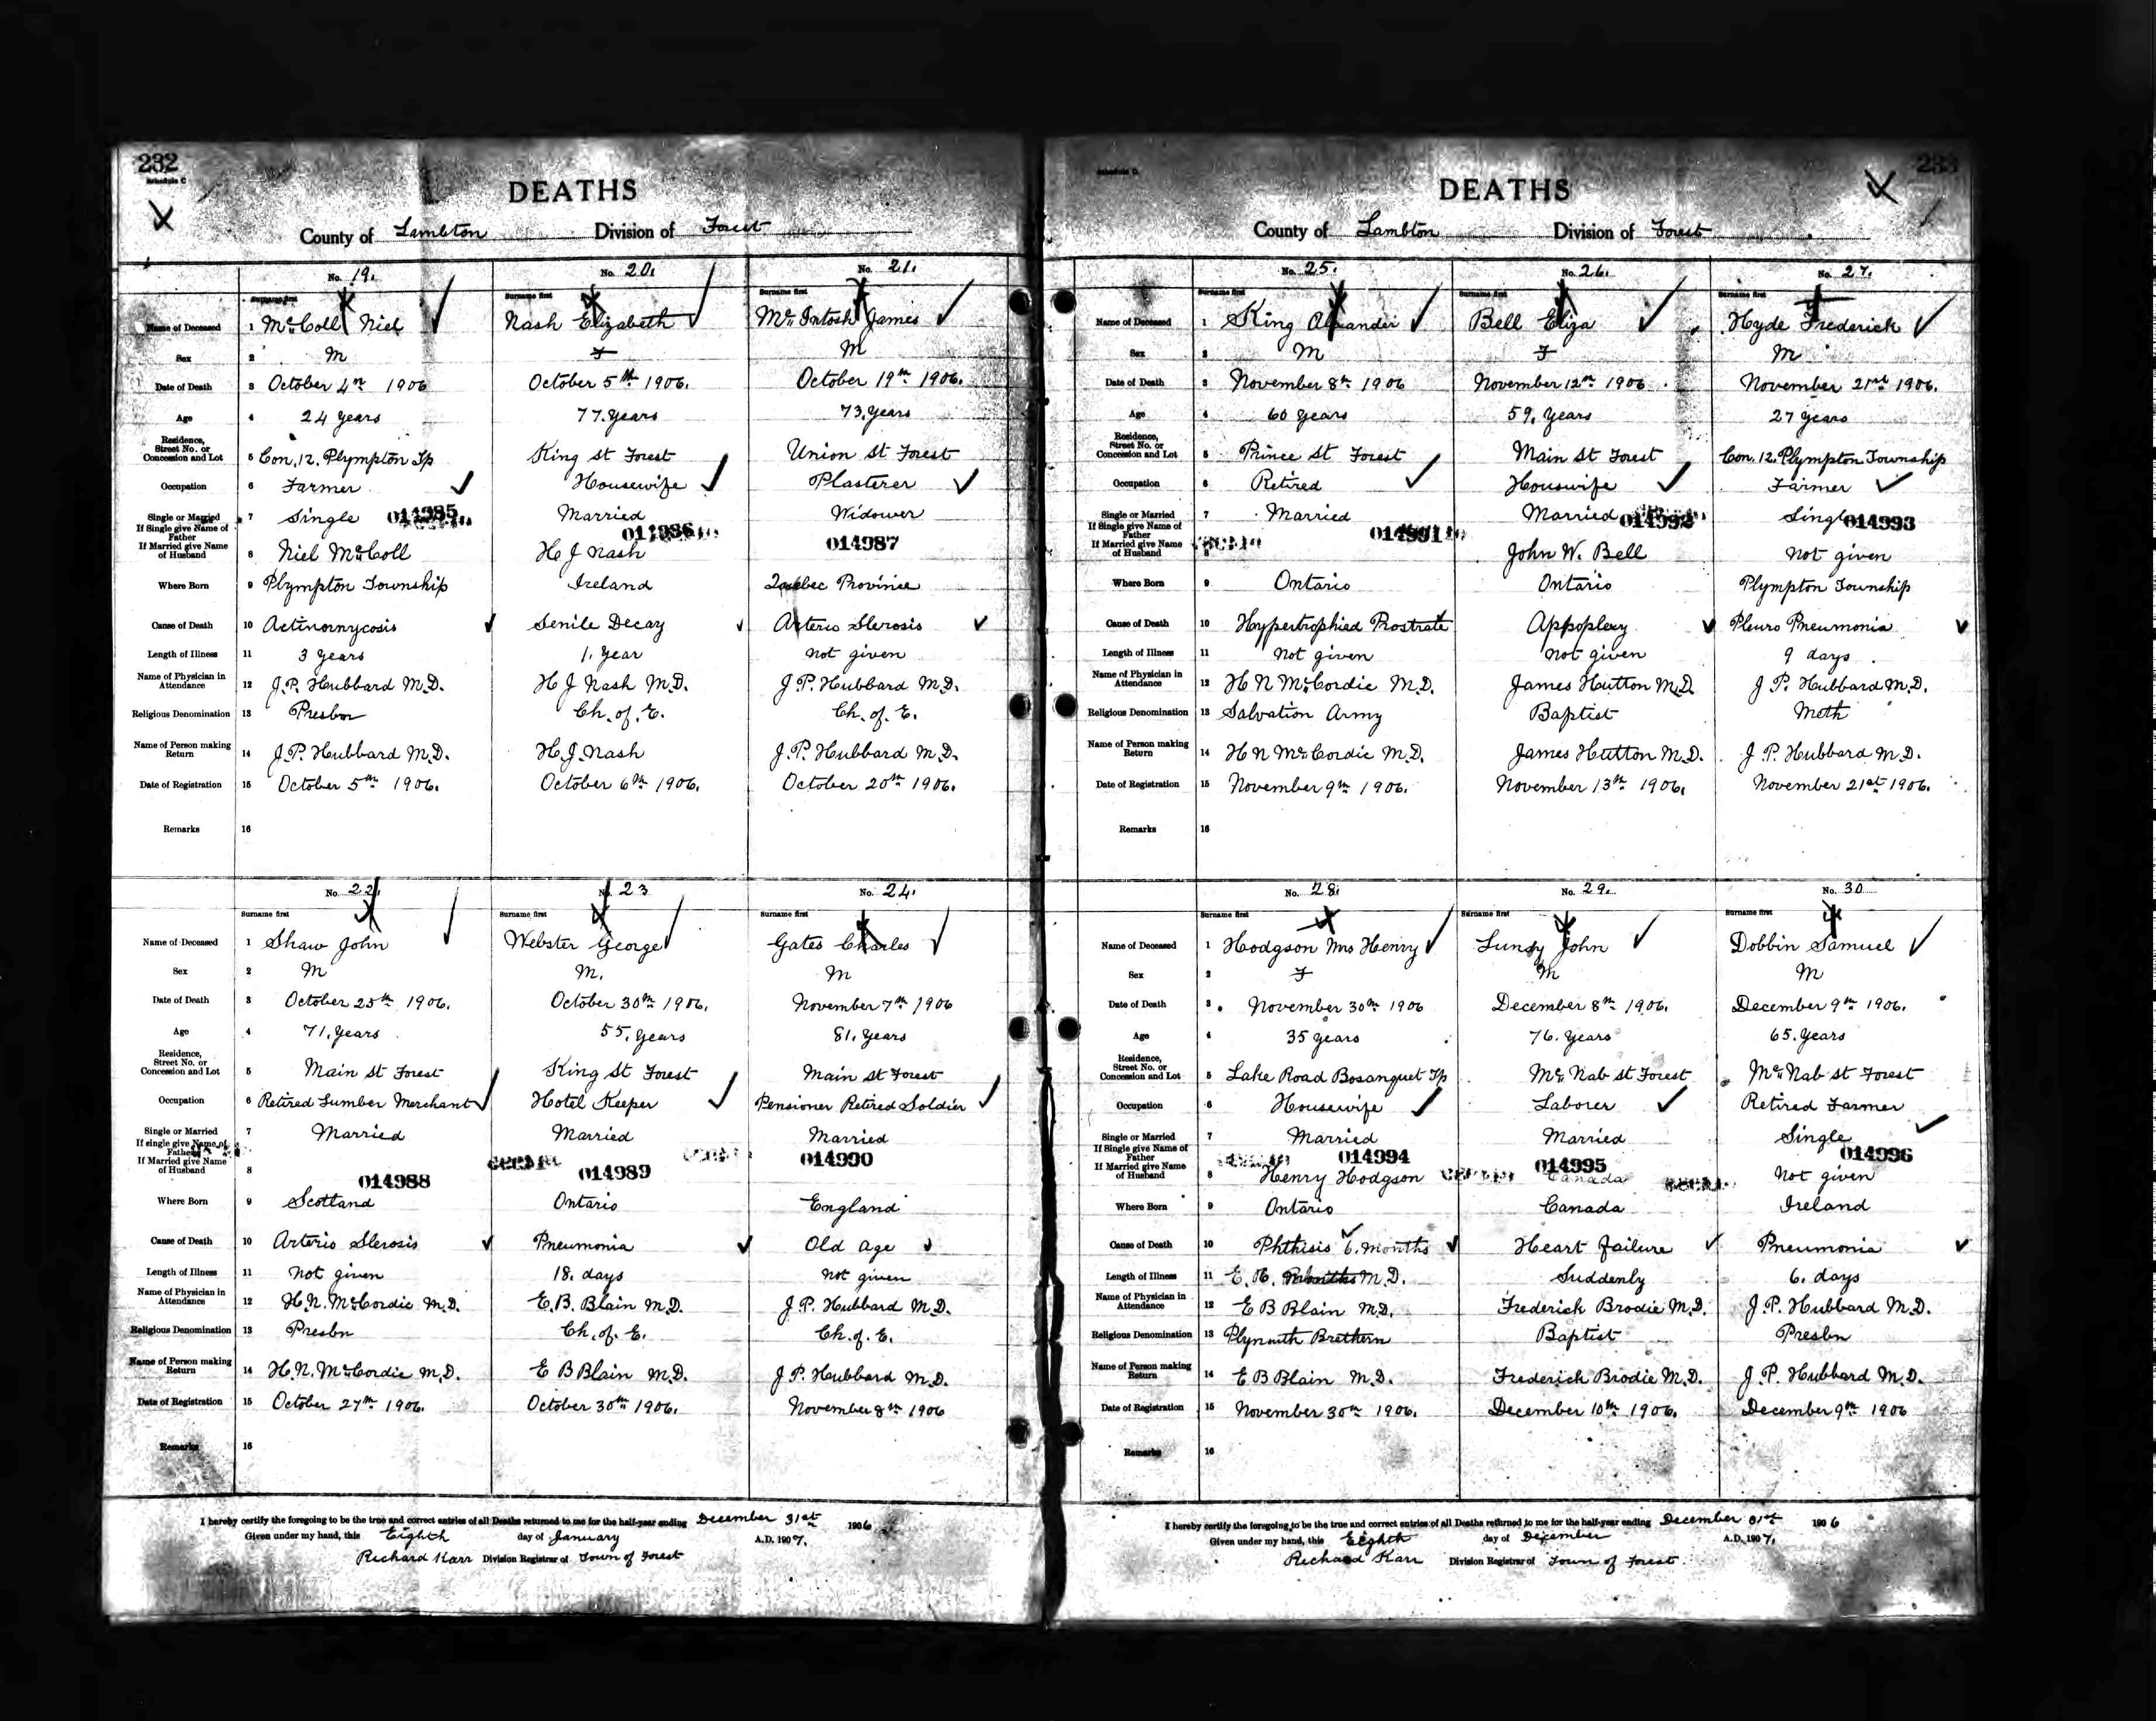 232
Schedule C
DEATHS
County of Lambton Division of Forest
No. 19. No. 20. No. 21.
Surname first Surname first Surname first
Name of Deceased 1 McColl Niel Nash Elizabeth McIntosh James
Sex 2 M F M
Date of Death 3 October 4th 1906 October 5th 1906. October 19th 1906.
Age 4 24 years 77. years 73. years
Residence, Street No. or Concession and Lot 5 Con. 12. Plympton Tp King St Forest Union St Forest
Occupation 6 Farmer Housewife Plasterer
Single or Married 7 Single Married Widower
014985 014986 014987
If Single give Name of Father If Married give Name of Husband 8 Niel McColl H J Nash
Where Born 9 Plympton Township Ireland Quebec Province
Cause of Death 10 Actinomycosis Senile Decay Arterio Slerosis
Length of Illness 11 3 years 1. year not given
Name of Physician in Attendance 12 J.P. Hubbard M.D. H J Nash M.D. J.P. Hubbard M.D.
Religious Denomination 13 Presbn Ch. of. E. Ch. of. E.
Name of Person making Return 14 J.P. Hubbard M.D. H.J. Nash J.P. Hubbard M.D.
Date of Registration 15 October 5th 1906. October 6th 1906. October 20th 1906.
Remarks 16
No. 22. No. 23 No. 24.
Surname first Surname first Surname first
Name of Deceased 1 Shaw John Webster George Gates Charles
Sex 2 M M. M
Date of Death 3 October 25th 1906. October 30th 1906. November 7th 1906
Age 4 71. years 55. years 81. years
Residence, Street No. or Concession and Lot 5 Main St Forest King St Forest Main St Forest
Occupation 6 Retired Lumber Merchant Hotel Keeper Pensioner Retired Soldier
Single or Married 7 Married Married Married
If single give Name of Father If Married give Name of Husband 8
014988 014989 014990
Where Born 9 Scotland Ontario England
Cause of Death 10 Arterio Slerosis Pneumonia Old age
Length of Illness 11 not given 18. days not given
Name of Physician in Attendance 12 H.N. McCordic M.D. E.B. Blain M.D. J.P. Hubbard M.D.
Religious Denomination 13 Presbn Ch. of. E. Ch. of. E.
Name of Person making Return 14 H.N. McCordic M.D. E B Blain M.D. J.P. Hubbard M.D.
Date of Registration 15 October 27th 1906. October 30th 1906. November 8th 1906
Remarks 16
I hereby certify the foregoing to be the true and correct entries of all Deaths returned to me for the half-year ending December 31st 1906
Given under my hand, this Eighth day of January A.D. 1907.
Richard Karr Division Registrar of Town of Forest
233
Schedule C.
DEATHS
County of Lambton Division of Forest
No. 25. No. 26. No. 27.
Surname first Surname first Surname first
Name of Deceased 1 King Alexander Bell Eliza Hyde Frederick
Sex 2 M F M
Date of Death 3 November 8th 1906 November 12th 1906. November 21st 1906.
Age 4 60 years 59. years 27 years
Residence, Street No. or Concession and Lot 5 Prince St Forest Main St Forest Con. 12. Plympton Township
Occupation 6 Retired Houswife Farmer
Single or Married 7 Married Married Single
014991 014992 014993
If Single give Name of Father If Married give Name of Husband 8 John W. Bell not given
Where Born 9 Ontario Ontario Plympton Township
Cause of Death 10 Hypertrophied Prostrate Appoplexy Pleuro Pneumonia
Length of Illness 11 not given not given 9 days
Name of Physician in Attendance 12 H N McCordic M.D. James Hutton M.D. J P. Hubbard M.D.
Religious Denomination 13 Salvation Army Baptist Meth
Name of Person making Return 14 H N McCordic M.D. James Hutton M.D. J P. Hubbard M.D.
Date of Registration 15 November 9th 1906. November 13th 1906. November 21st 1906.
Remarks 16
No. 28. No. 29. No. 30
Surname first Surname first Surname first
Name of Deceased 1 Hodgson Mrs Henry John Dobbin Samuel
Sex 2 F M M
Date of Death 3 November 30th 1906 December 8th 1906. December 9th 1906.
Age 4 35 years 76. years 65. years
Residence, Street No. or Concession and Lot 5 Lake Road Bosanquet Tp McNab St Forest McNab St Forest
Occupation 6 Housewife Laborer Retired Farmer
Single or Married 7 Married Married Single
014994 014995 014996
If Single give Name of Father If Married give Name of Husband 8 Henry Hodgson Canada not given
Where Born 9 Ontario Canada Ireland
Cause of Death 10 Phthisis 6. months Heart failure Pneumonia
Length of Illness 11 M.D. Suddenly 6. days
Name of Physician in Attendance 12 E B Blain M.D. Frederick Brodie M.D. J.P. Hubbard M.D.
Religious Denomination 13 Plymuth Brethern Baptist Presbn
Name of Person making Return 14 E B Blain M.D. Frederick Brodie M.D. J.P. Hubbard M.D.
Date of Registration 15 November 30th 1906. December 10th 1906. December 9th 1906
Remarks 16
I hereby certify the foregoing to be the true and correct entries of all Deaths returned to me for the half-year ending December 31st 1906
Given under my hand, this Eighth day of December A.D. 1907.
Richard Karr Division Registrar of Town of Forest